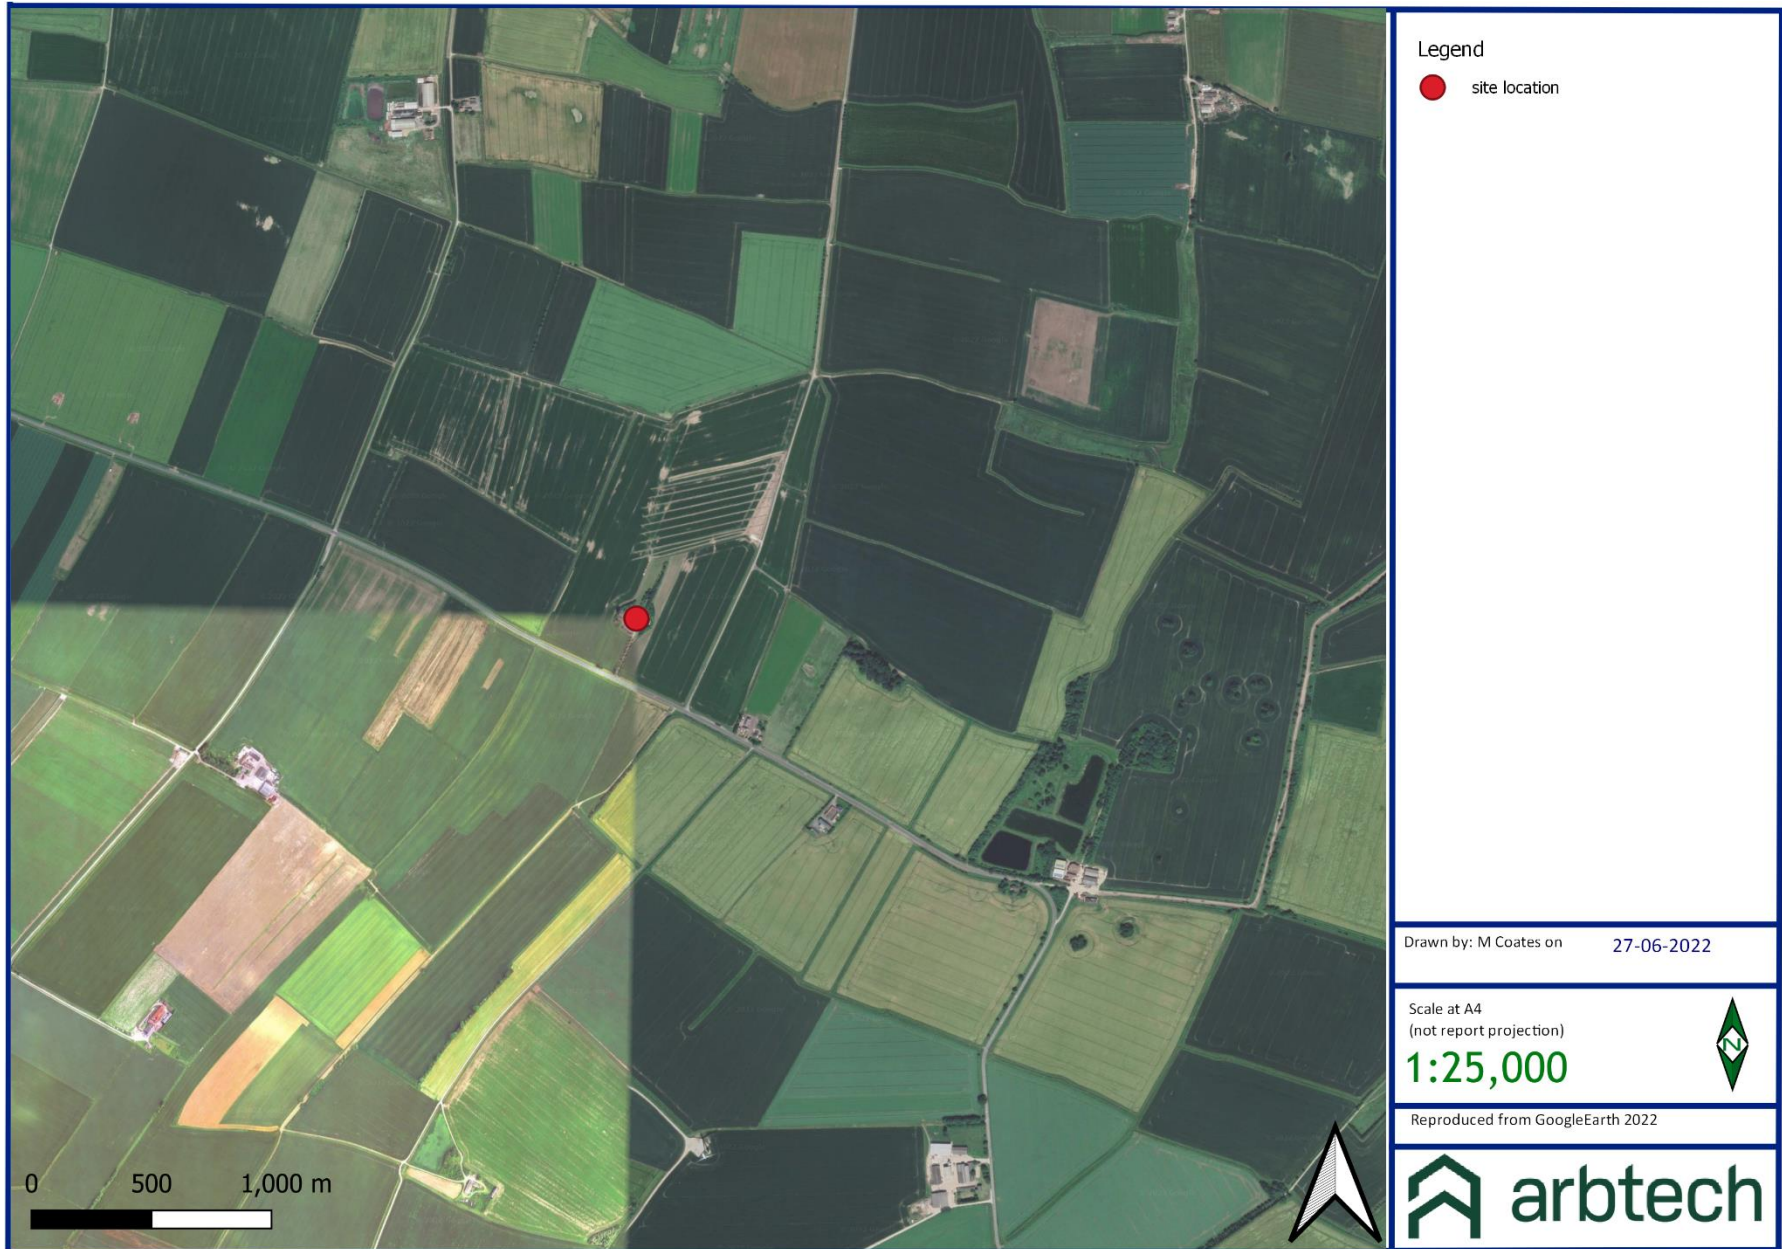 Legend
site location
Drawn by: M Coates on 27-06-2022
Scale at A4
(not report projection)
1:25,000
N
Reproduced from GoogleEarth 2022
0 500 1,000 m
arbtech